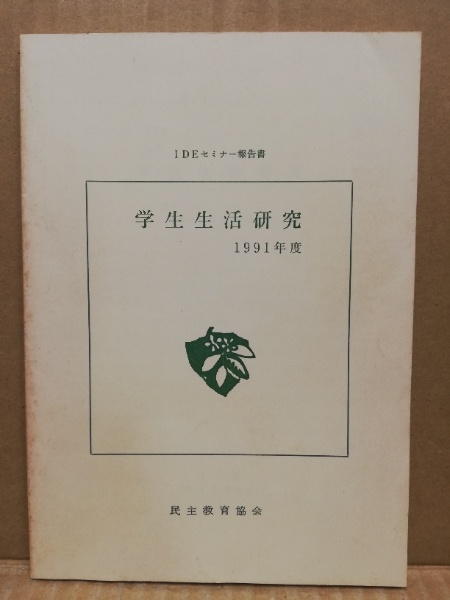 IDEセミナー報告書
学生生活研究
1991年度
民主教育協会